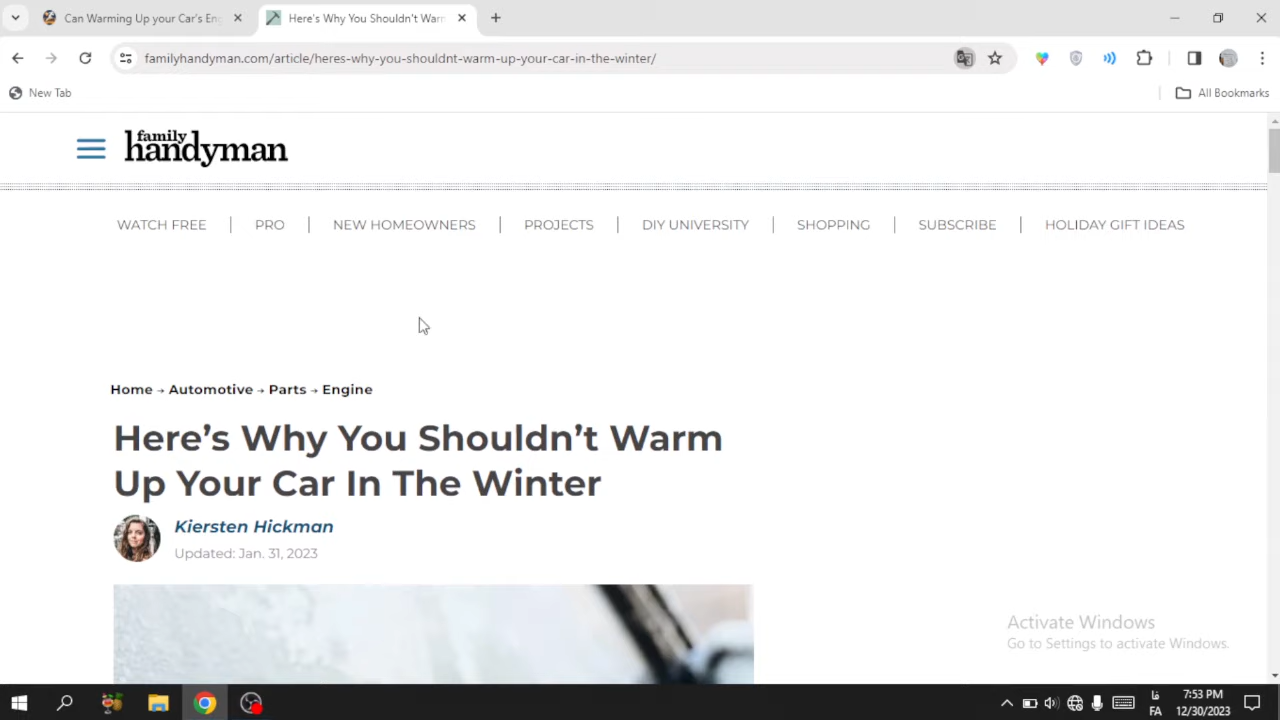 Can Warming Up your Car's Eng
Here's Why You Shouldn't Warn
familyhandyman.com/article/heres-why-you-shouldnt-warm-up-your-car-in-the-winter/
New Tab
All Bookmarks
family
handyman
WATCH FREE
PRO
NEW HOMEOWNERS
PROJECTS
DIY UNIVERSITY
SHOPPING
SUBSCRIBE
HOLIDAY GIFT IDEAS
Home → Automotive → Parts → Engine
Here's Why You Shouldn't Warm
Up Your Car In The Winter
Kiersten Hickman
Updated: Jan. 31, 2023
Activate Windows
Go to Settings to activate Windows.
فا
FA
7:53 PM
12/30/2023